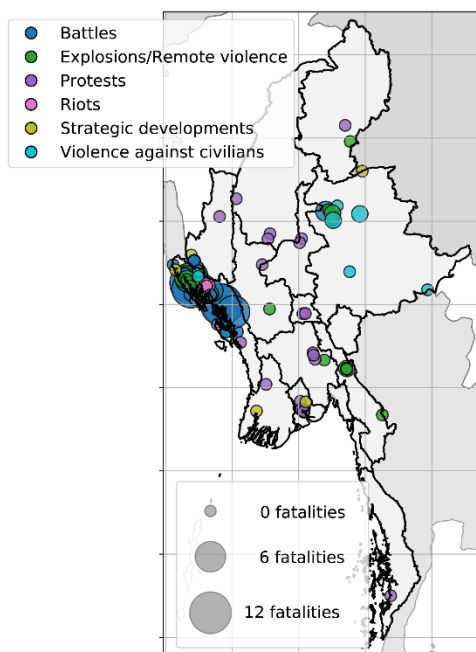 Battles
Explosions/Remote violence
Protests
Riots
Strategic developments
Violence against civilians
0 fatalities
6 fatalities
12 fatalities